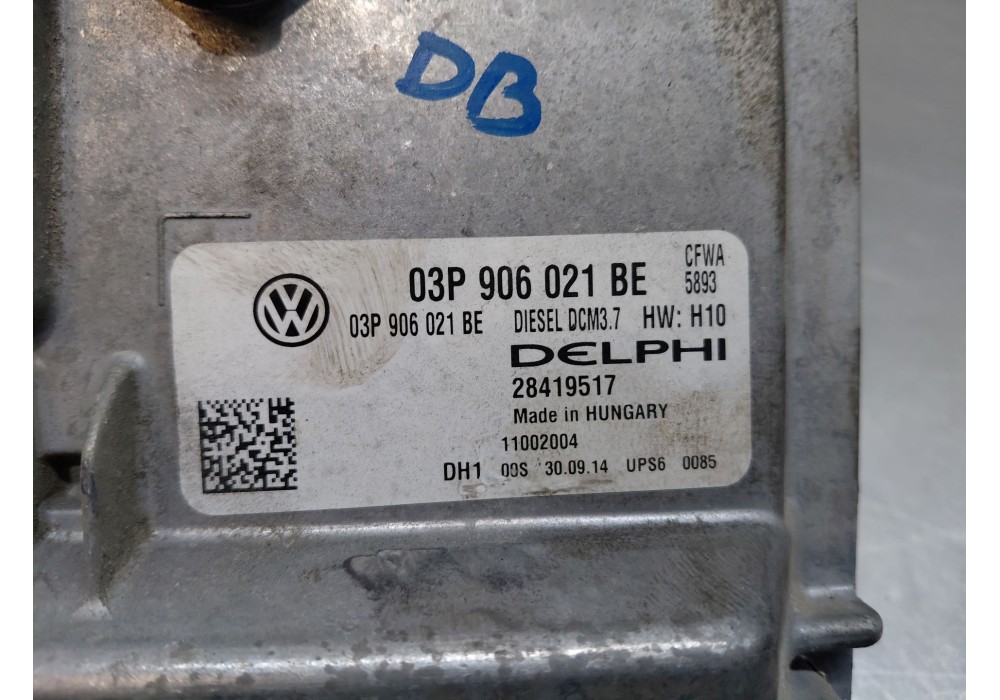 DB
03P 906 021 BE CFWA
5893
03P 906 021 BE DIESEL DCM3.7 HW: H10
DELPHI
28419517
Made in HUNGARY
11002004
DH1 00S 30.09.14 UPS6 0085